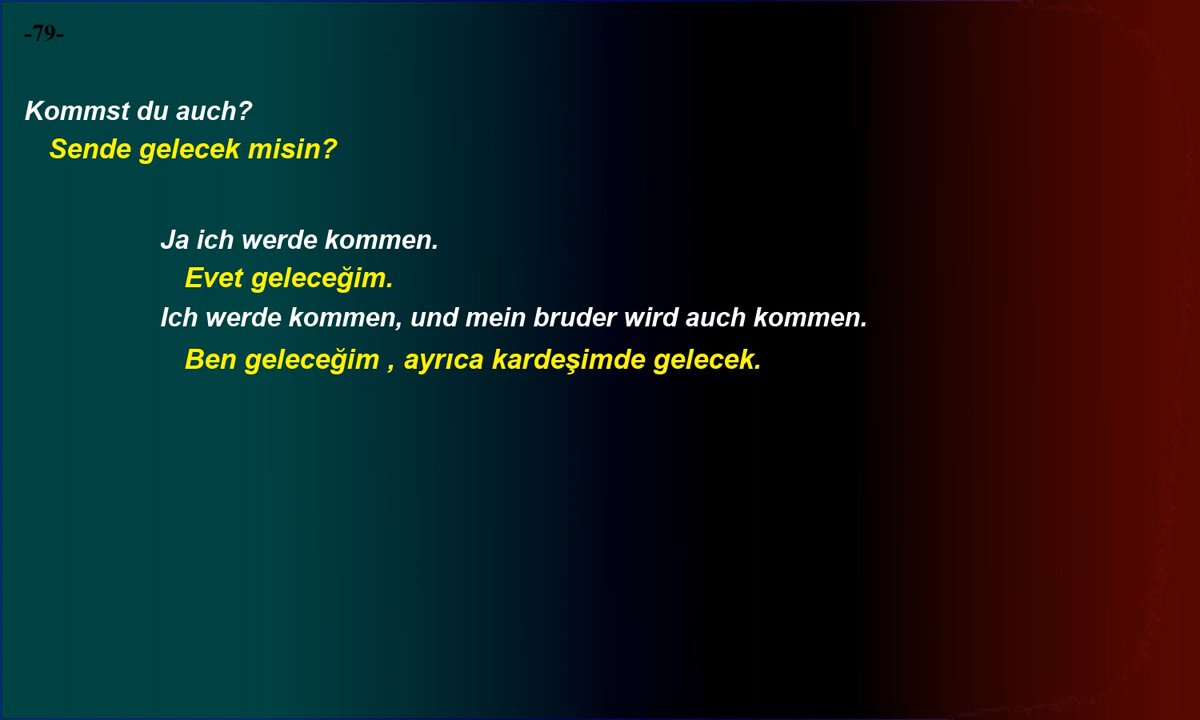 -79-
Kommst du auch?
Sende gelecek misin?
Ja ich werde kommen.
Evet geleceğim.
Ich werde kommen, und mein bruder wird auch kommen.
Ben geleceğim , ayrıca kardeşimde gelecek.